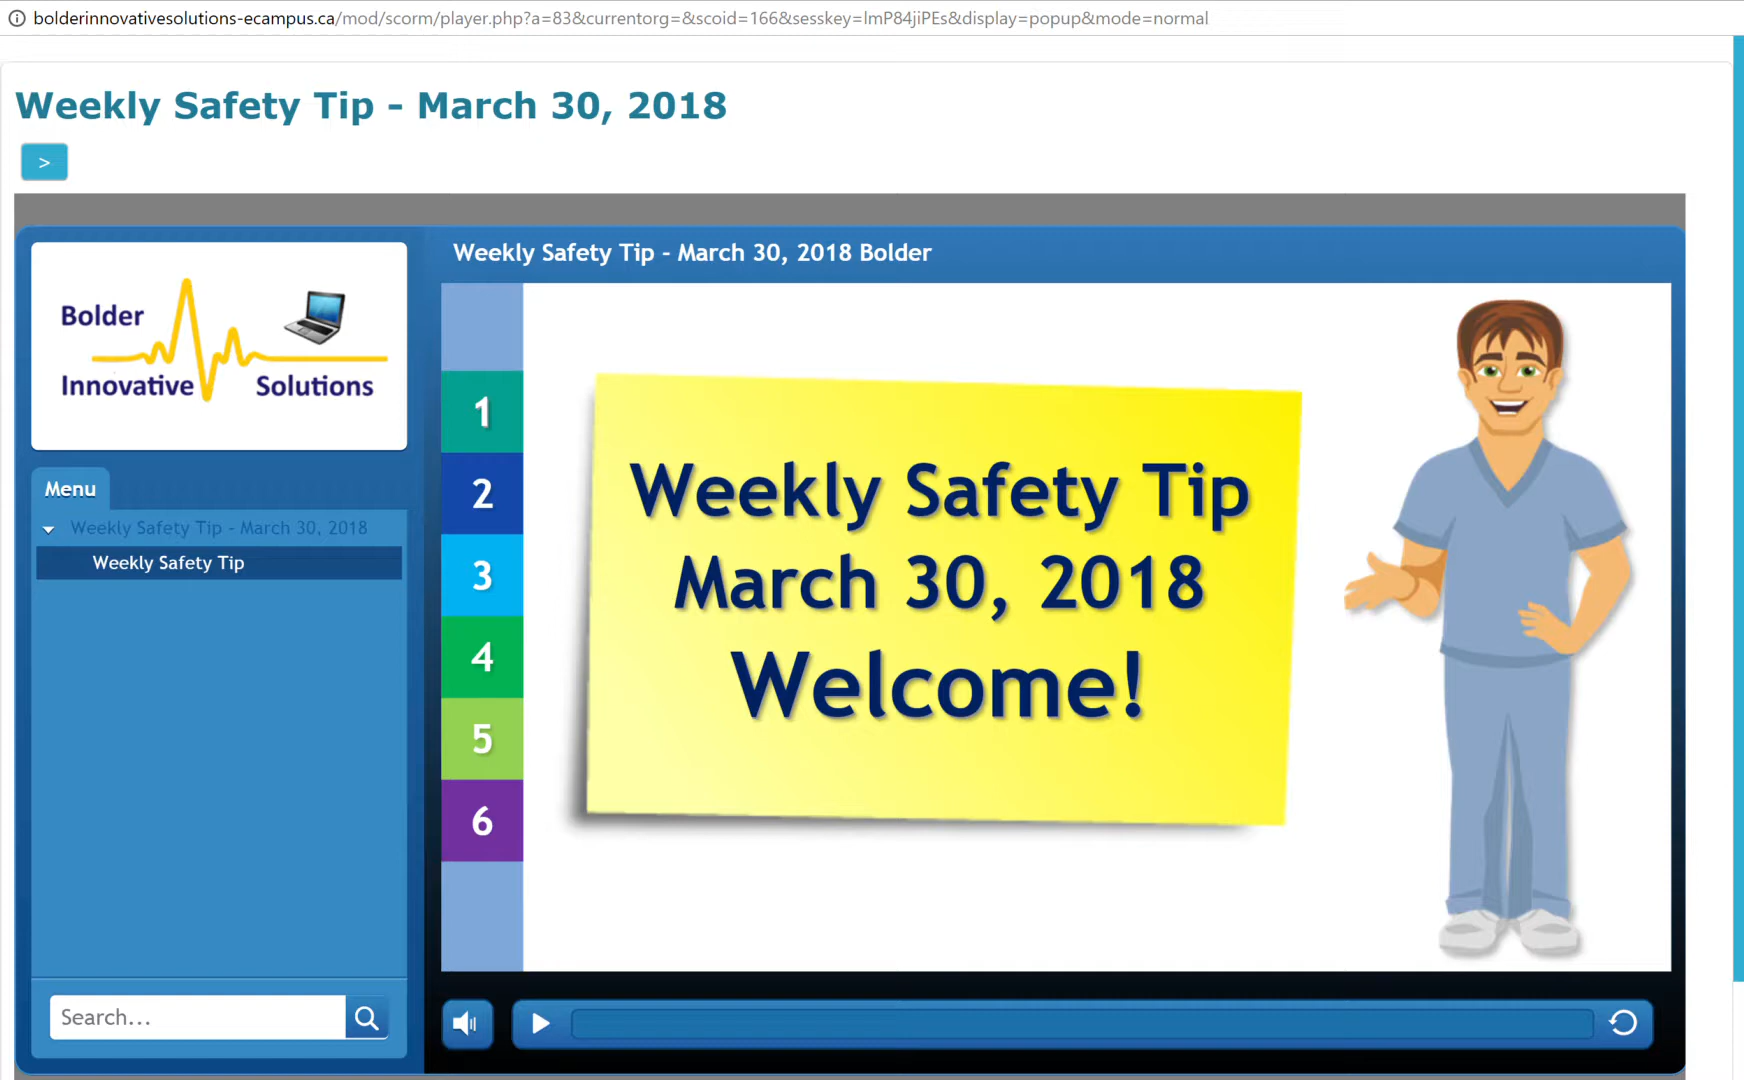 bolderinnovativesolutions-ecampus.ca/mod/scorm/player.php?a=83&currentorg=&scoid=166&sesskey=lmP84jiPEs&display=popup&mode=normal
Weekly Safety Tip - March 30, 2018
>
Bolder
Innovative Solutions
Menu
Weekly Safety Tip - March 30, 2018
Weekly Safety Tip
Search...
Weekly Safety Tip - March 30, 2018 Bolder
1
2
3
4
5
6
Weekly Safety Tip
March 30, 2018
Welcome!